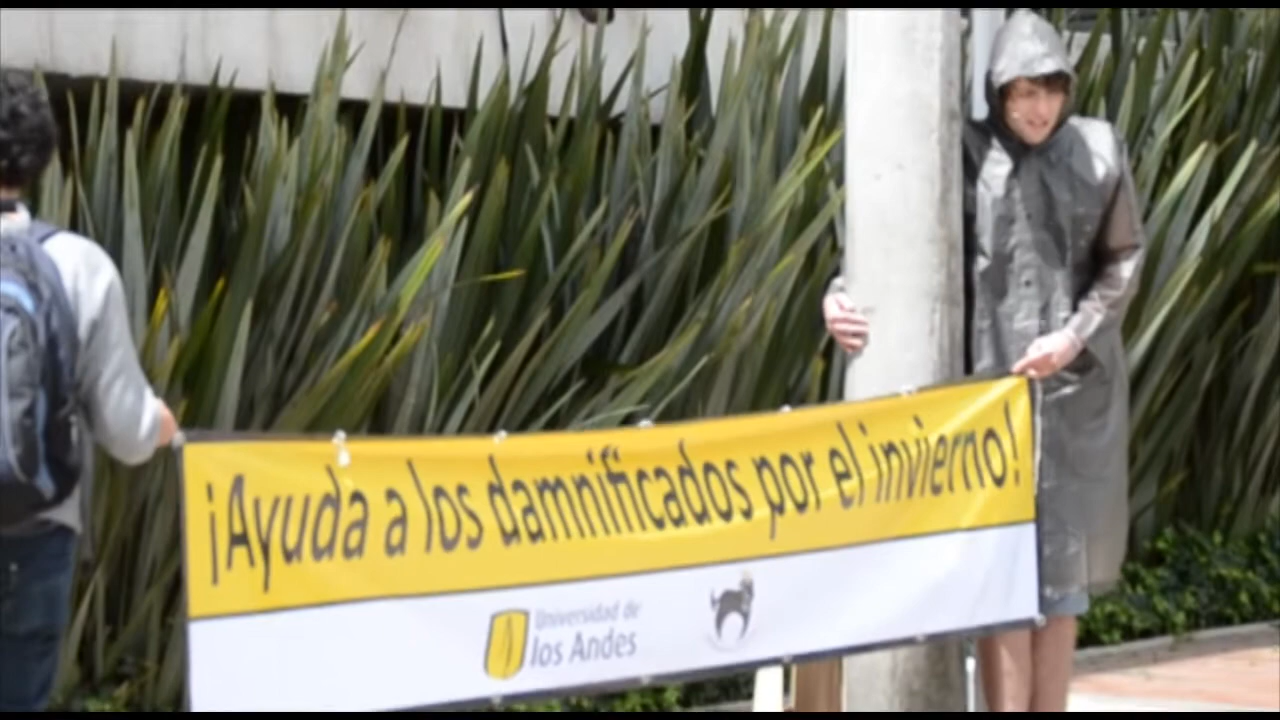 ¡Ayuda a los damnificados por el invierno!
Universidad de
los Andes